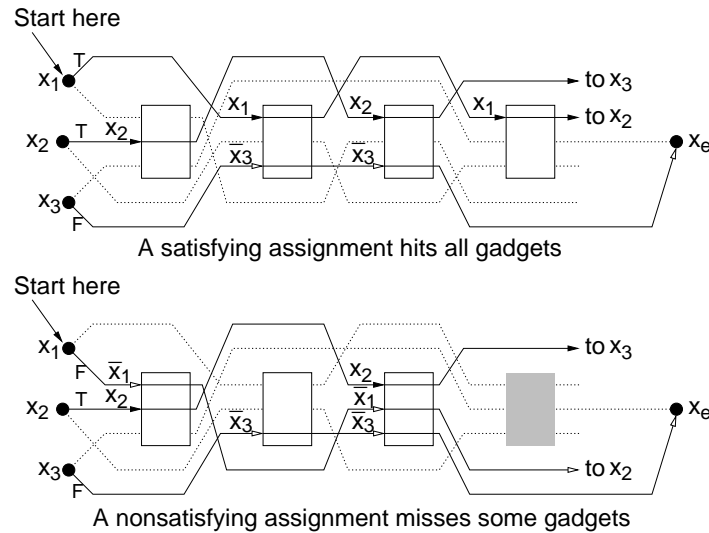 Start here
T
x₁
to x₃
x₁
x₂
x₁
to x₂
x₂
T
x₂
x̄₃
x̄₃
xₑ
x₃
F
A satisfying assignment hits all gadgets
Start here
x₁
to x₃
F
x̄₁
x₂
x₂
T
x₂
x̄₁
xₑ
x̄₃
x̄₃
x₃
F
to x₂
A nonsatisfying assignment misses some gadgets